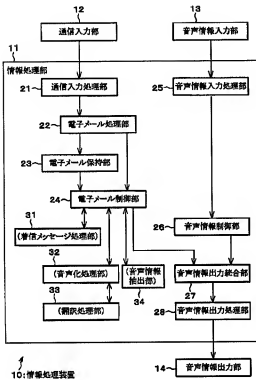 12
13
通信入力部
音声情報入力部
11
情報処理部
21
通信入力処理部
25
音声情報入力処理部
22
電子メール処理部
23
電子メール保持部
24
電子メール制御部
31
(着信メッセージ処理部)
26
音声情報制御部
32
(音声化処理部)
(音声情報
抽出部)
音声情報出力統合部
33
34
27
(翻訳処理部)
28
音声情報出力処理部
10:情報処理装置
14
音声情報出力部